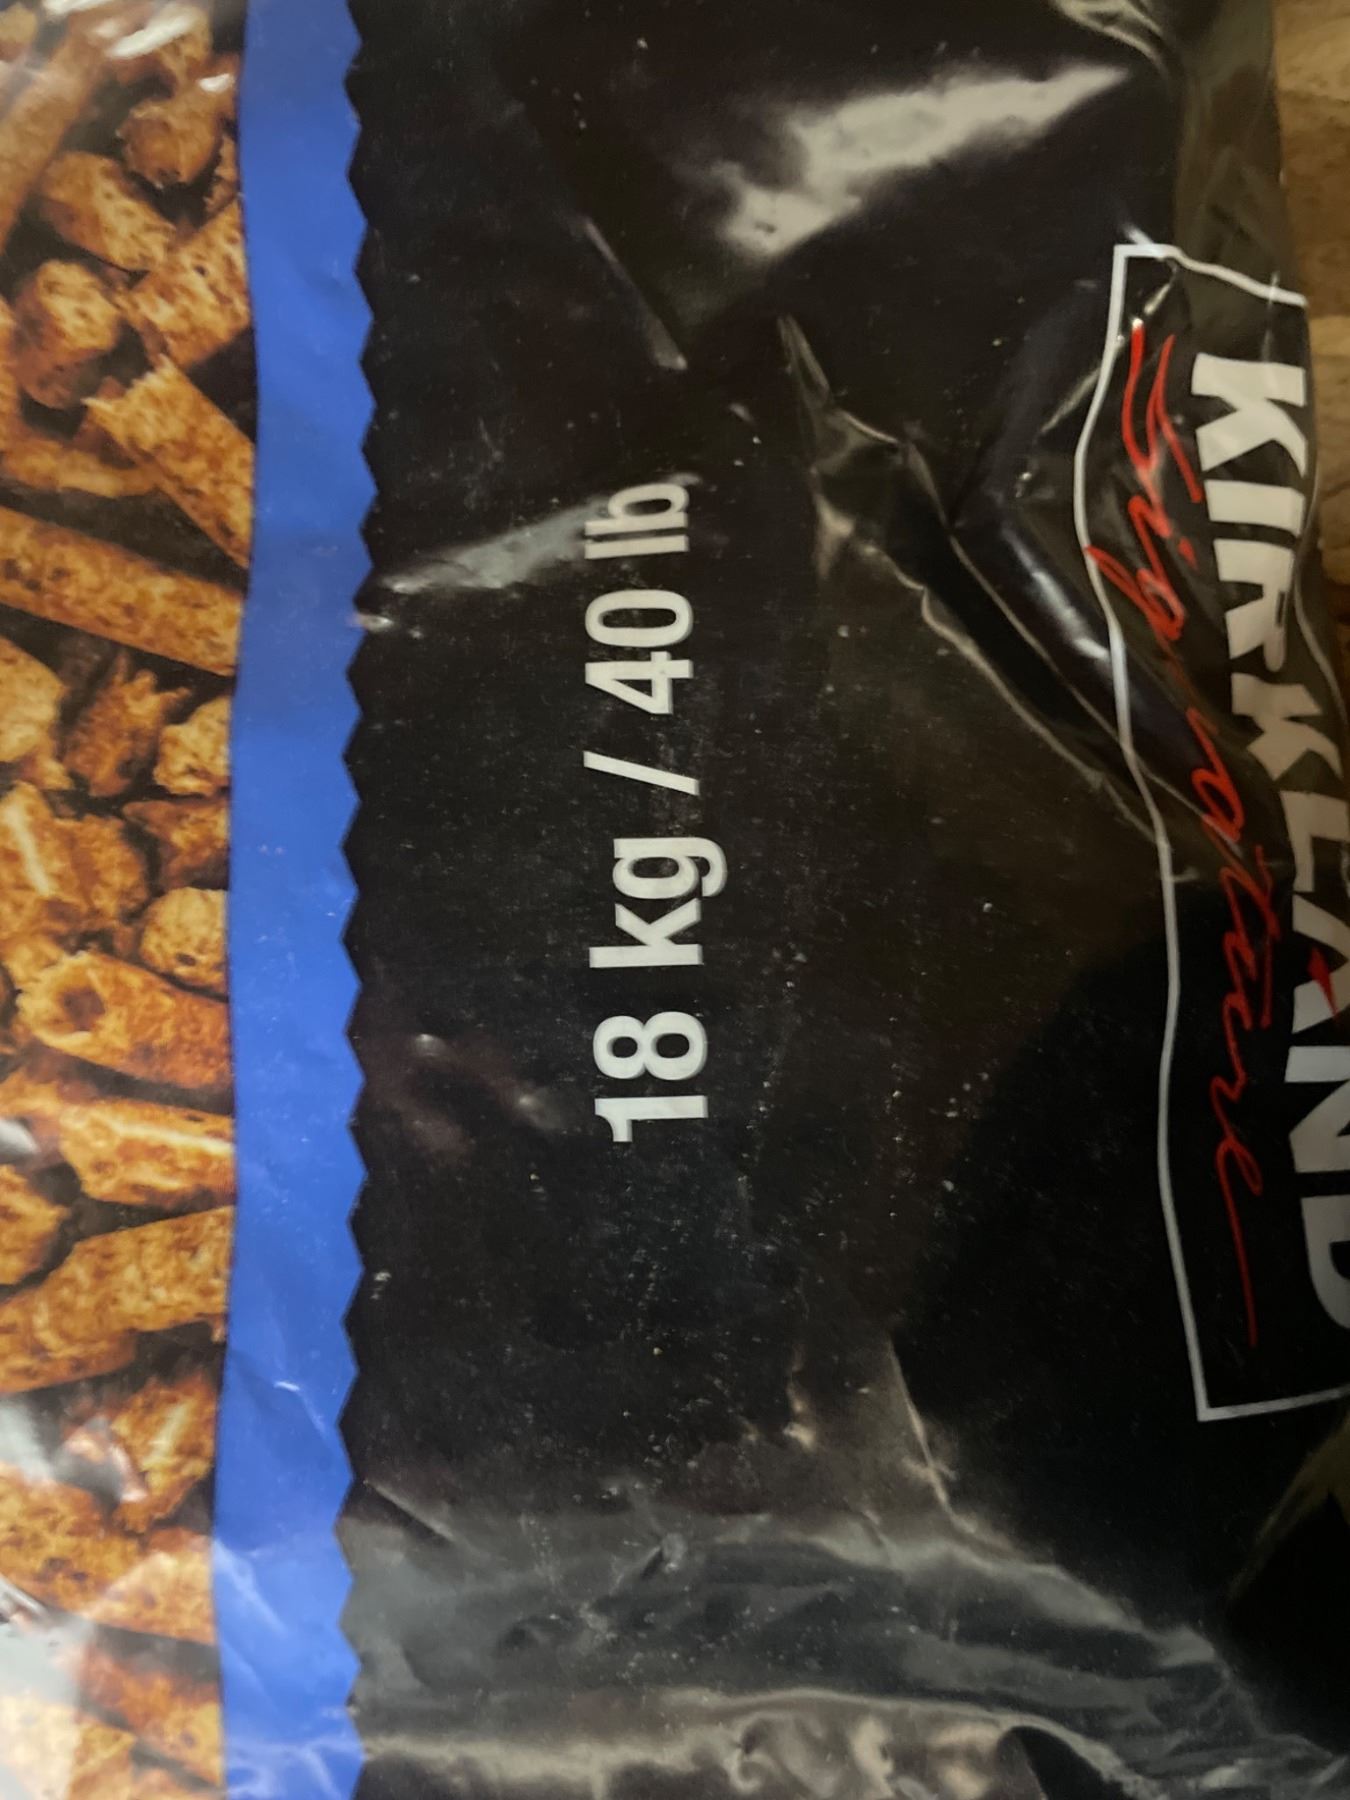 KIRKLAND
Signature
18 kg / 40 lb